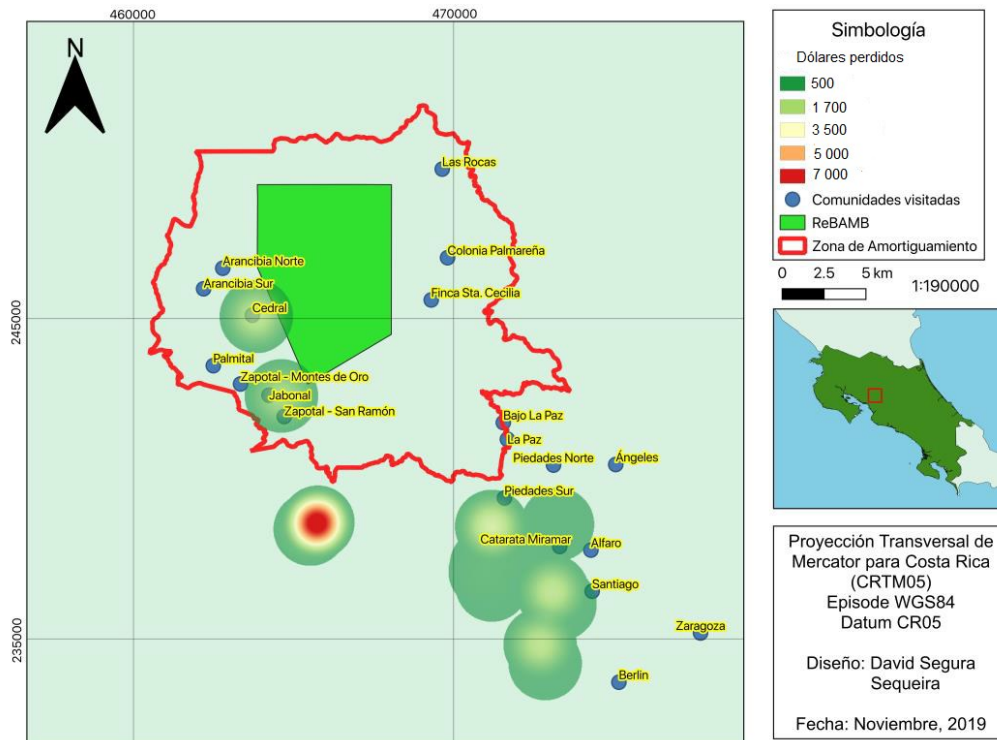 460000
470000
N
2460000
235000
Las Rocas
Colonia Palmareña
Arancibia Norte
Arancibia Sur
Finca Sta. Cecilia
Cedral
Palmital
Zapotal - Montes de Oro
Jabonal
Zapotal - San Ramón
Bajo La Paz
La Paz
Piedades Norte
Ángeles
Piedades Sur
Catarata Miramar
Alfaro
Santiago
Zaragoza
Berlin
Simbología
Dólares perdidos
500
1 700
3 500
5 000
7 000
Comunidades visitadas
ReBAMB
Zona de Amortiguamiento
0 2.5 5 km
1:190000
Proyección Transversal de
Mercator para Costa Rica
(CRTM05)
Episode WGS84
Datum CR05
Diseño: David Segura
Sequeira
Fecha: Noviembre, 2019